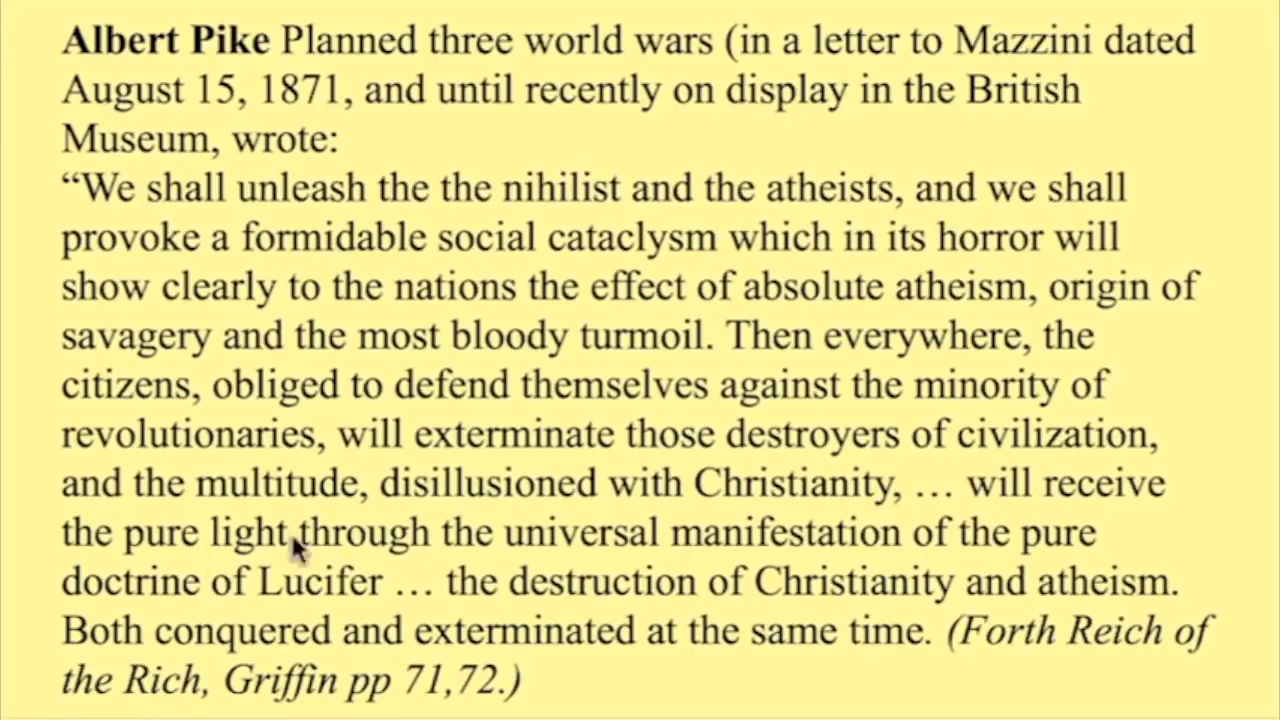 Albert Pike Planned three world wars (in a letter to Mazzini dated
August 15, 1871, and until recently on display in the British
Museum, wrote:
“We shall unleash the the nihilist and the atheists, and we shall
provoke a formidable social cataclysm which in its horror will
show clearly to the nations the effect of absolute atheism, origin of
savagery and the most bloody turmoil. Then everywhere, the
citizens, obliged to defend themselves against the minority of
revolutionaries, will exterminate those destroyers of civilization,
and the multitude, disillusioned with Christianity, … will receive
the pure light through the universal manifestation of the pure
doctrine of Lucifer … the destruction of Christianity and atheism.
Both conquered and exterminated at the same time. (Forth Reich of
the Rich, Griffin pp 71,72.)